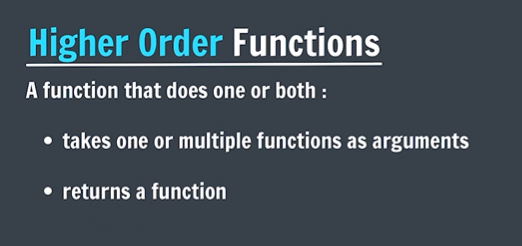 Higher Order Functions
A function that does one or both :
• takes one or multiple functions as arguments
• returns a function